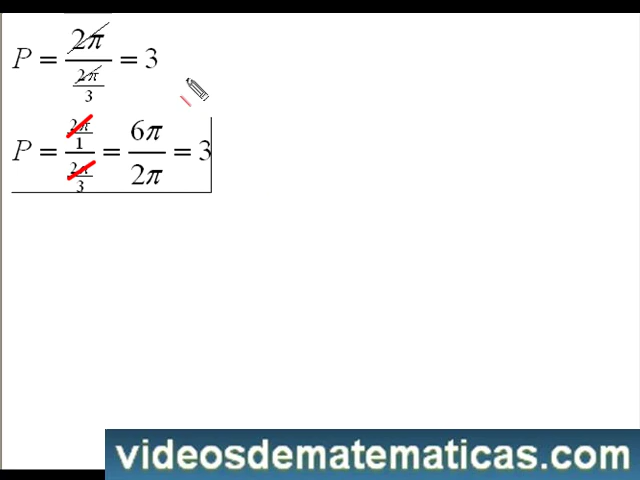 P = 2π / (2π/3) = 3
P = (2π/1) / (2π/3) = 6π / 2π = 3
videosdematematicas.com